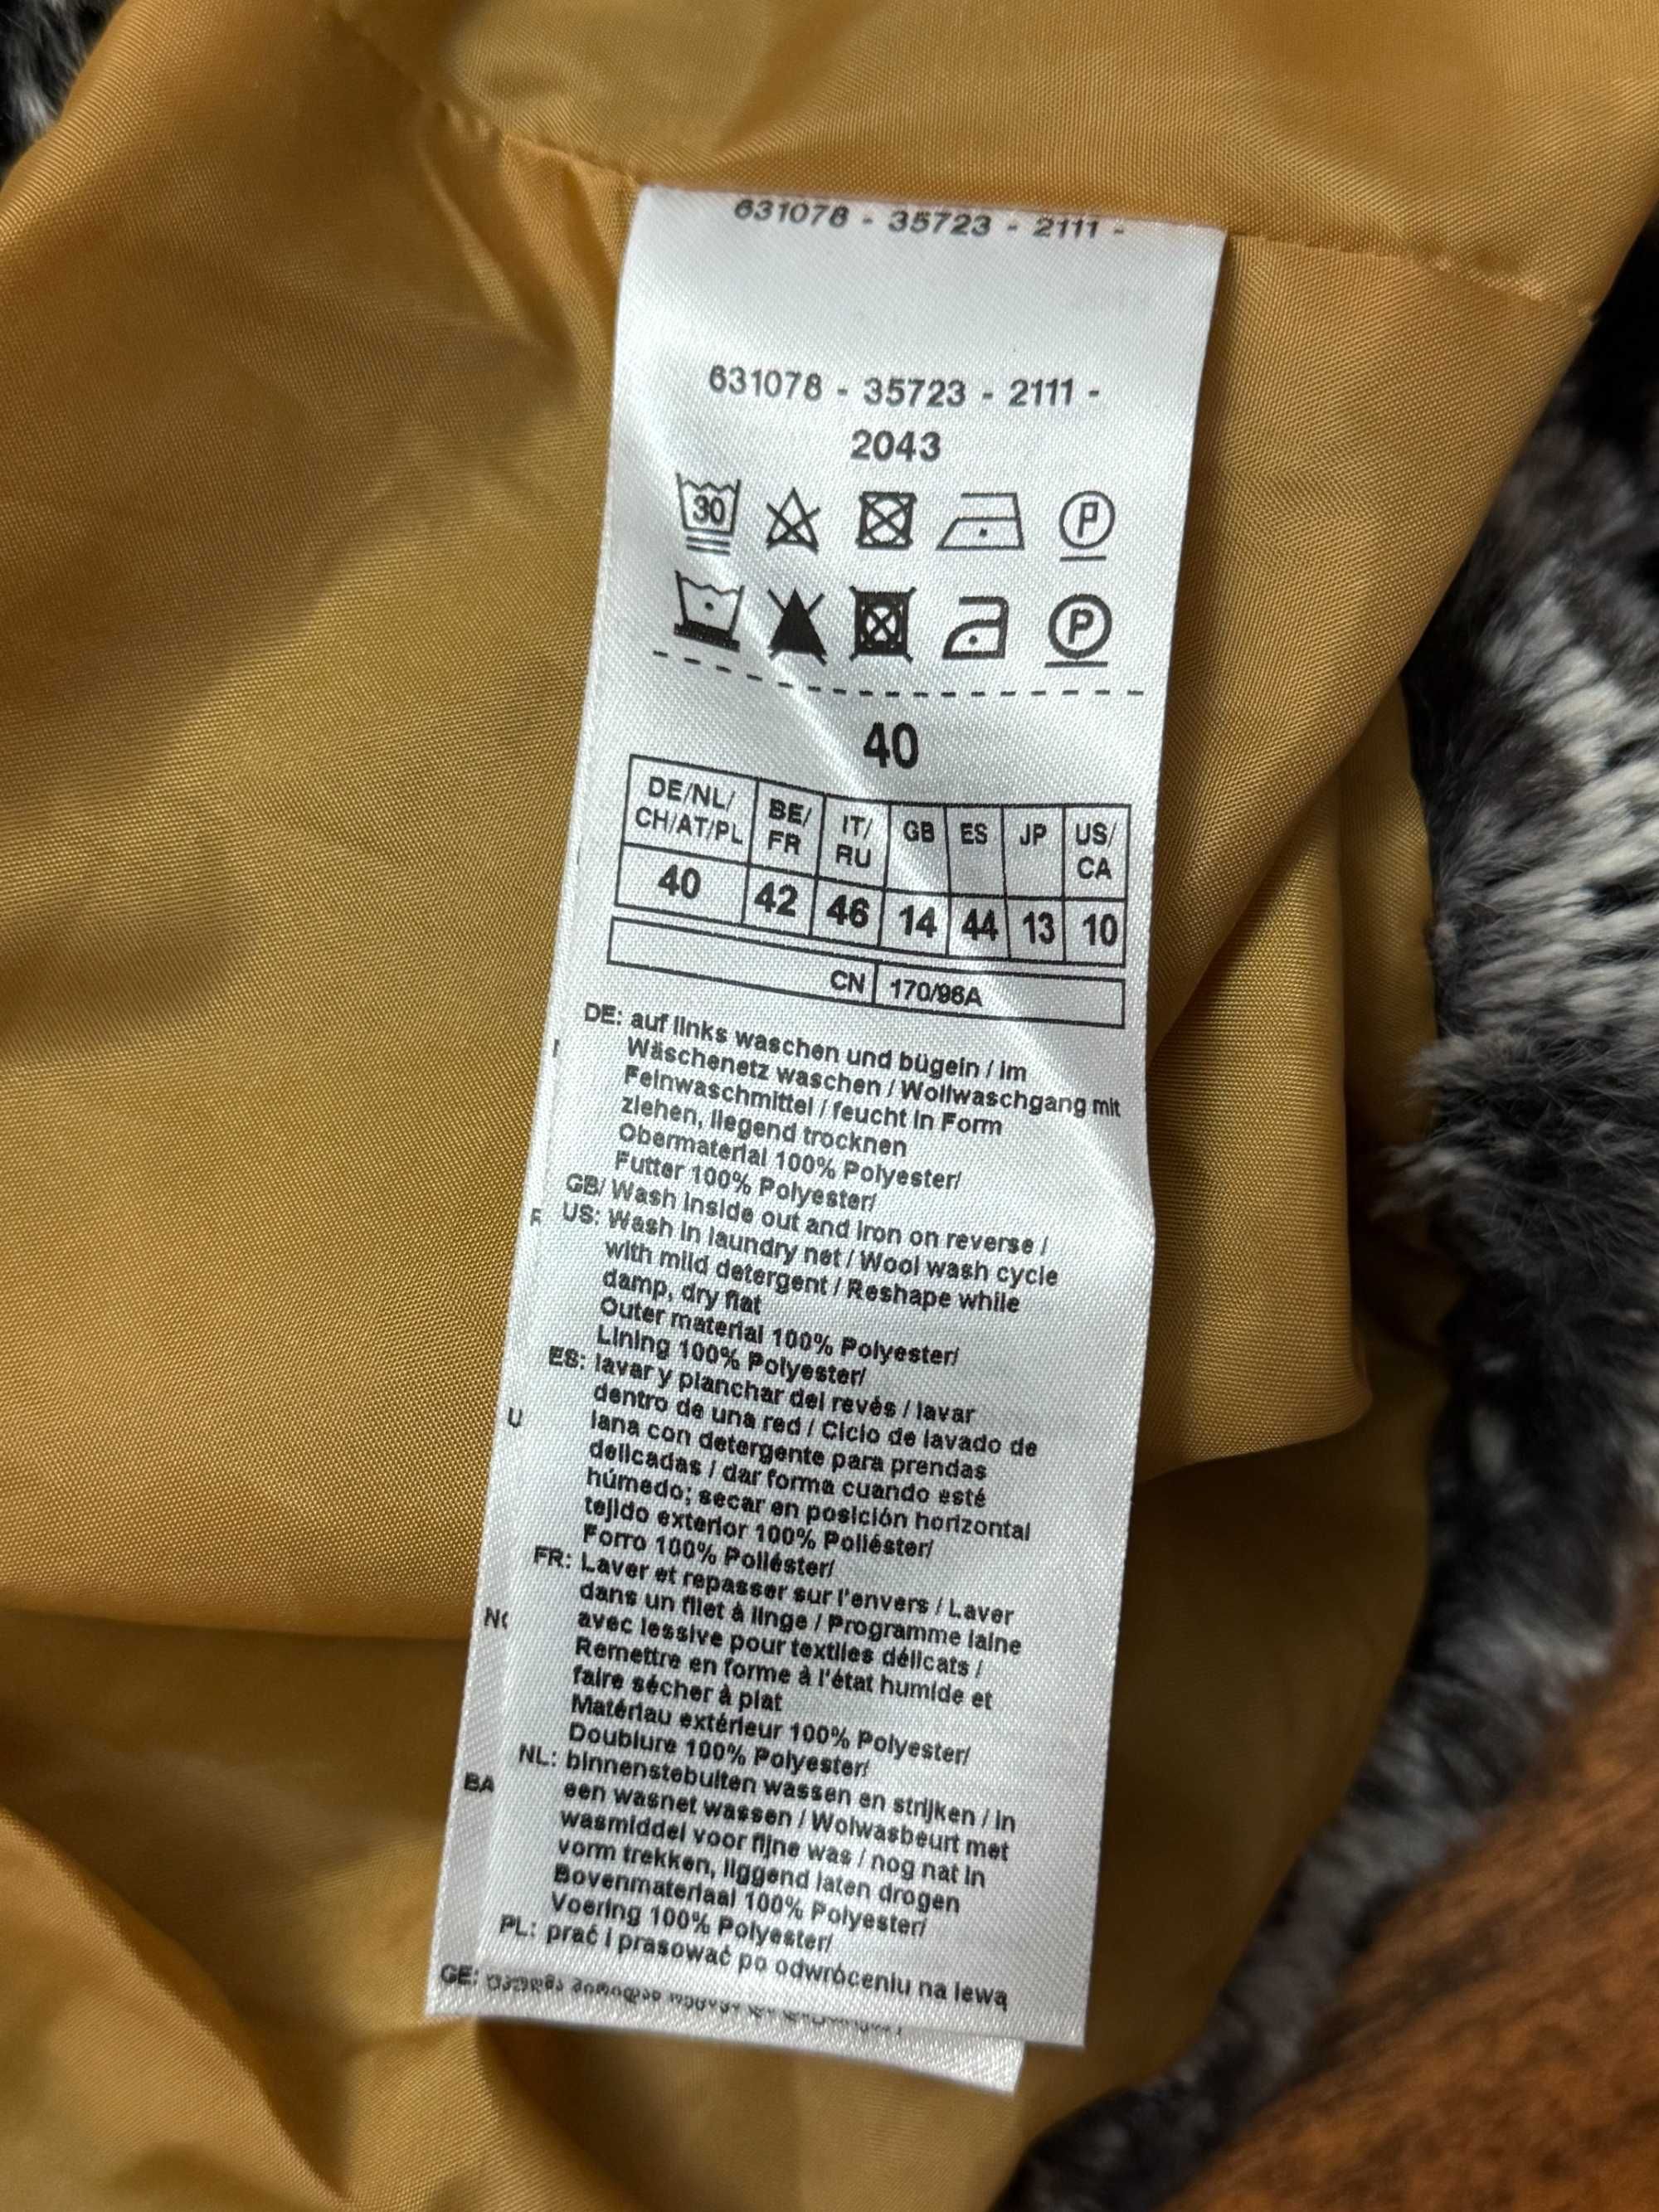 631078 - 35723 - 2111 -
631078 - 35723 - 2111 -
2043
30
P
P
40
DE/NL/
CH/AT/PL
BE/
FR
IT/
RU
GB
ES
JP
US/
CA
40
42
46
14
44
13
10
CN 170/96A
DE: auf links waschen und bügeln / im
Wäschenetz waschen / Wollwaschgang mit
Feinwaschmittel / feucht in Form
ziehen, liegend trocknen
Obermaterial 100% Polyester/
Futter 100% Polyester/
GB/ Wash inside out and iron on reverse /
US: Wash in laundry net / Wool wash cycle
with mild detergent / Reshape while
damp, dry flat
Outer material 100% Polyester/
Lining 100% Polyester/
ES: lavar y planchar del revés / lavar
dentro de una red / Ciclo de lavado de
lana con detergente para prendas
delicadas / dar forma cuando esté
húmedo; secar en posición horizontal
tejido exterior 100% Poliéster/
Forro 100% Poliéster/
FR: Laver et repasser sur l'envers / Laver
dans un filet à linge / Programme laine
avec lessive pour textiles délicats /
Remettre en forme à l'état humide et
faire sécher à plat
Matériau extérieur 100% Polyester/
Doublure 100% Polyester/
NL: binnenstebuiten wassen en strijken / in
een wasnet wassen / Wolwasbeurt met
wasmiddel voor fijne was / nog nat in
vorm trekken, liggend laten drogen
Bovenmateriaal 100% Polyester/
Voering 100% Polyester/
PL: prać i prasować po odwróceniu na lewą
U
BA
GE: